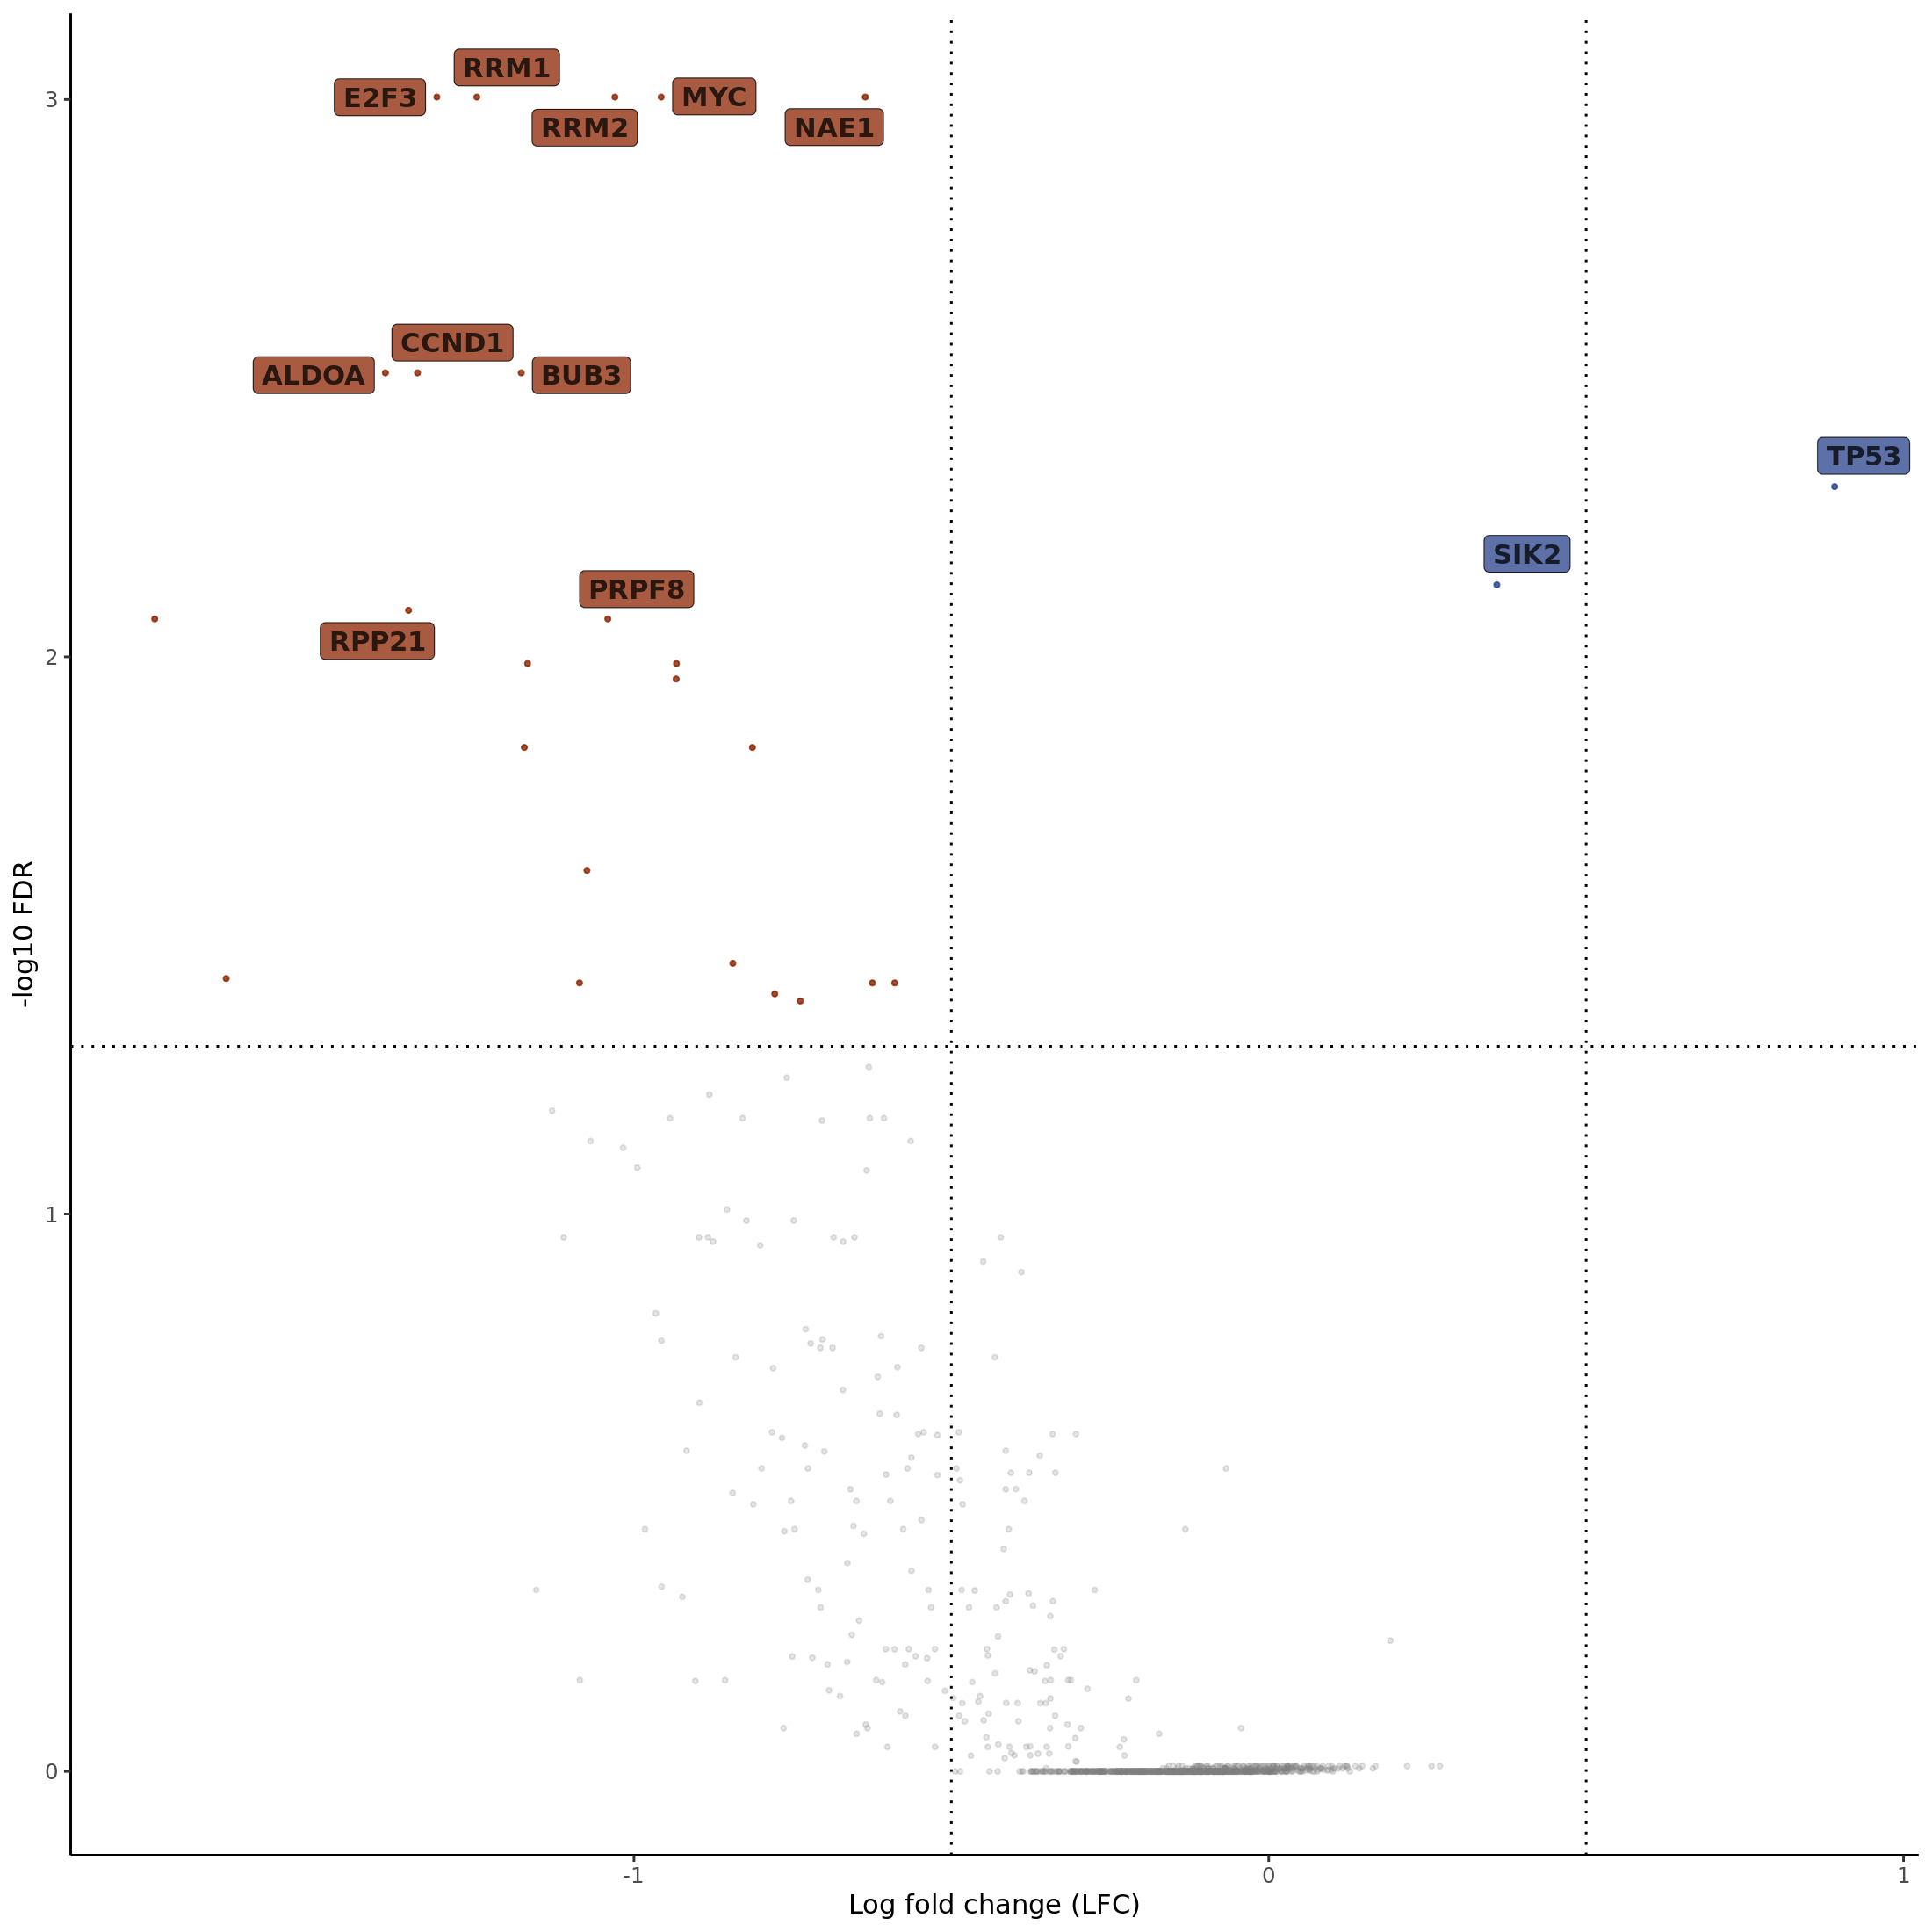 RRM1
E2F3
MYC
RRM2
NAE1
CCND1
ALDOA
BUB3
TP53
SIK2
PRPF8
RPP21
3
2
1
0
-log10 FDR
-1
0
1
Log fold change (LFC)